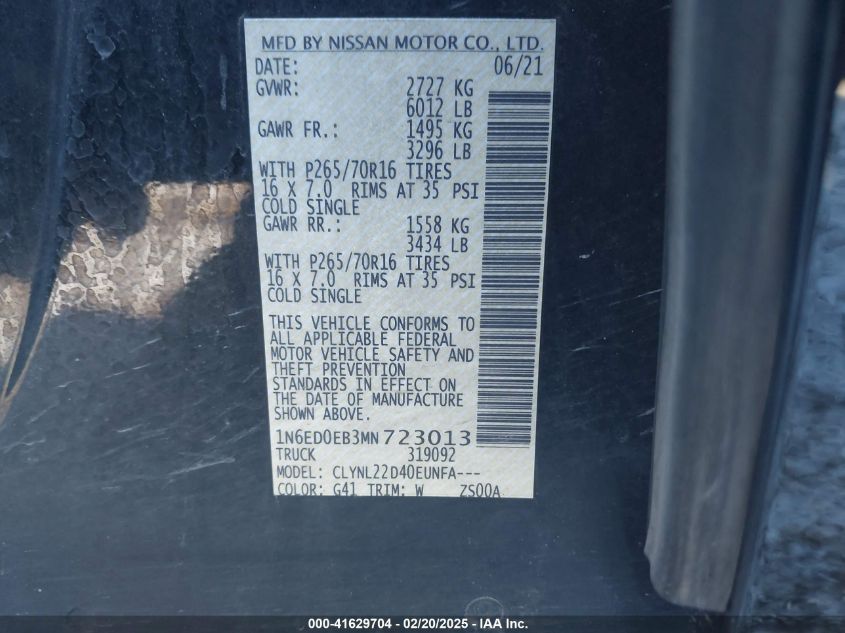 MFD BY NISSAN MOTOR CO., LTD.
DATE: 06/21
GVWR: 2727 KG
6012 LB
GAWR FR.: 1495 KG
3296 LB
WITH P265/70R16 TIRES
16 X 7.0 RIMS AT 35 PSI
COLD SINGLE
GAWR RR.: 1558 KG
3434 LB
WITH P265/70R16 TIRES
16 X 7.0 RIMS AT 35 PSI
COLD SINGLE
THIS VEHICLE CONFORMS TO
ALL APPLICABLE FEDERAL
MOTOR VEHICLE SAFETY AND
THEFT PREVENTION
STANDARDS IN EFFECT ON
THE DATE OF MANUFACTURE
SHOWN ABOVE.
1N6ED0EB3MN723013
TRUCK 319092
MODEL: CLYNL22D40EUNFA---
COLOR: G41 TRIM: W ZS00A
000-41629704 - 02/20/2025 - IAA Inc.